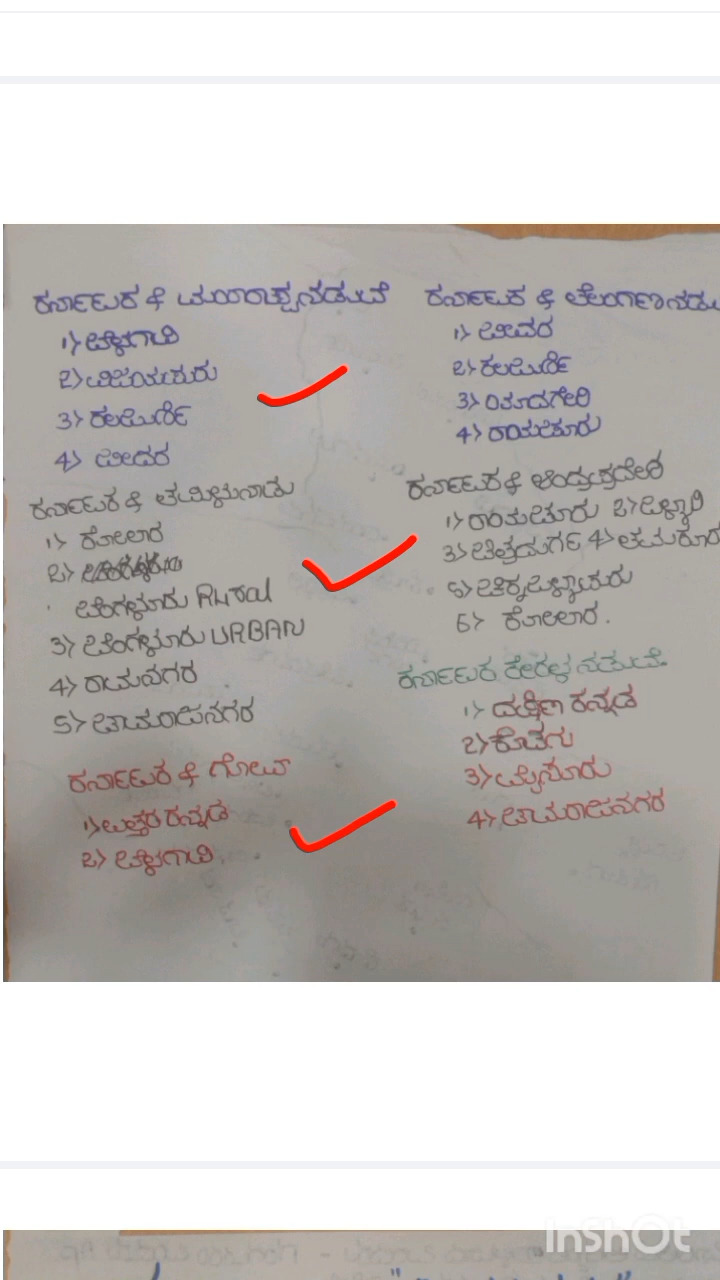 ಕರ್ನಾಟಕ & ಮಹಾರಾಷ್ಟ್ರ ನಡುವೆ
1) ಬೆಳಗಾವಿ
2) ವಿಜಯಪುರು
3) ಕಲಬುರ್ಗಿ
4) ಬೀದರ
ಕರ್ನಾಟಕ & ತಮಿಳುನಾಡು
1) ಕೋಲಾರ
2)
ಬೆಂಗಳೂರು RURal
3) ಬೆಂಗಳೂರು URBAN
4) ರಾಮನಗರ
5) ಚಾಮರಾಜನಗರ
ಕರ್ನಾಟಕ & ಗೋವಾ
1) ಉತ್ತರ ಕನ್ನಡ
2) ಬೆಳಗಾವಿ.
ಕರ್ನಾಟಕ & ತೆಲಂಗಾಣ ನಡು
1) ಬೀದರ
2) ಕಲಬುರ್ಗಿ
3) ಯಾದಗೇರಿ
4) ರಾಯಚೂರು
ಕರ್ನಾಟಕ & ಆಂಧ್ರಪ್ರದೇಶ
1) ರಾಯಚೂರು 2) ಬಳ್ಳಾರಿ
3) ಚಿತ್ರದುರ್ಗ 4) ತುಮಕೂರ
5) ಚಿಕ್ಕಬಳ್ಳಾಪುರು
6) ಕೋಲಾರ.
ಕರ್ನಾಟಕ ಕೇರಳ ನಡುವೆ.
1) ದಕ್ಷಿಣ ಕನ್ನಡ
2) ಕೊಡಗು
3) ಮೈಸೂರು
4) ಚಾಮರಾಜನಗರ
InShOt